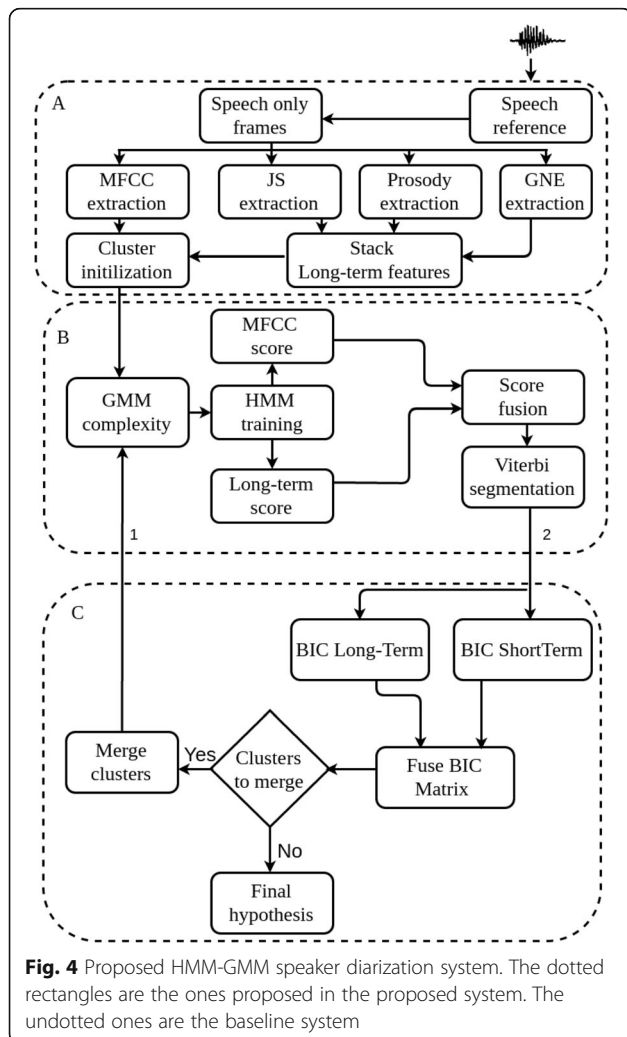 A
Speech only
frames
Speech
reference
MFCC
extraction
JS
extraction
Prosody
extraction
GNE
extraction
Cluster
initilization
Stack
Long-term features
B
MFCC
score
GMM
complexity
HMM
training
Score
fusion
Long-term
score
Viterbi
segmentation
1
2
C
BIC Long-Term
BIC ShortTerm
Merge
clusters
Yes
Clusters
to merge
Fuse BIC
Matrix
No
Final
hypothesis
Fig. 4 Proposed HMM-GMM speaker diarization system. The dotted
rectangles are the ones proposed in the proposed system. The
undotted ones are the baseline system